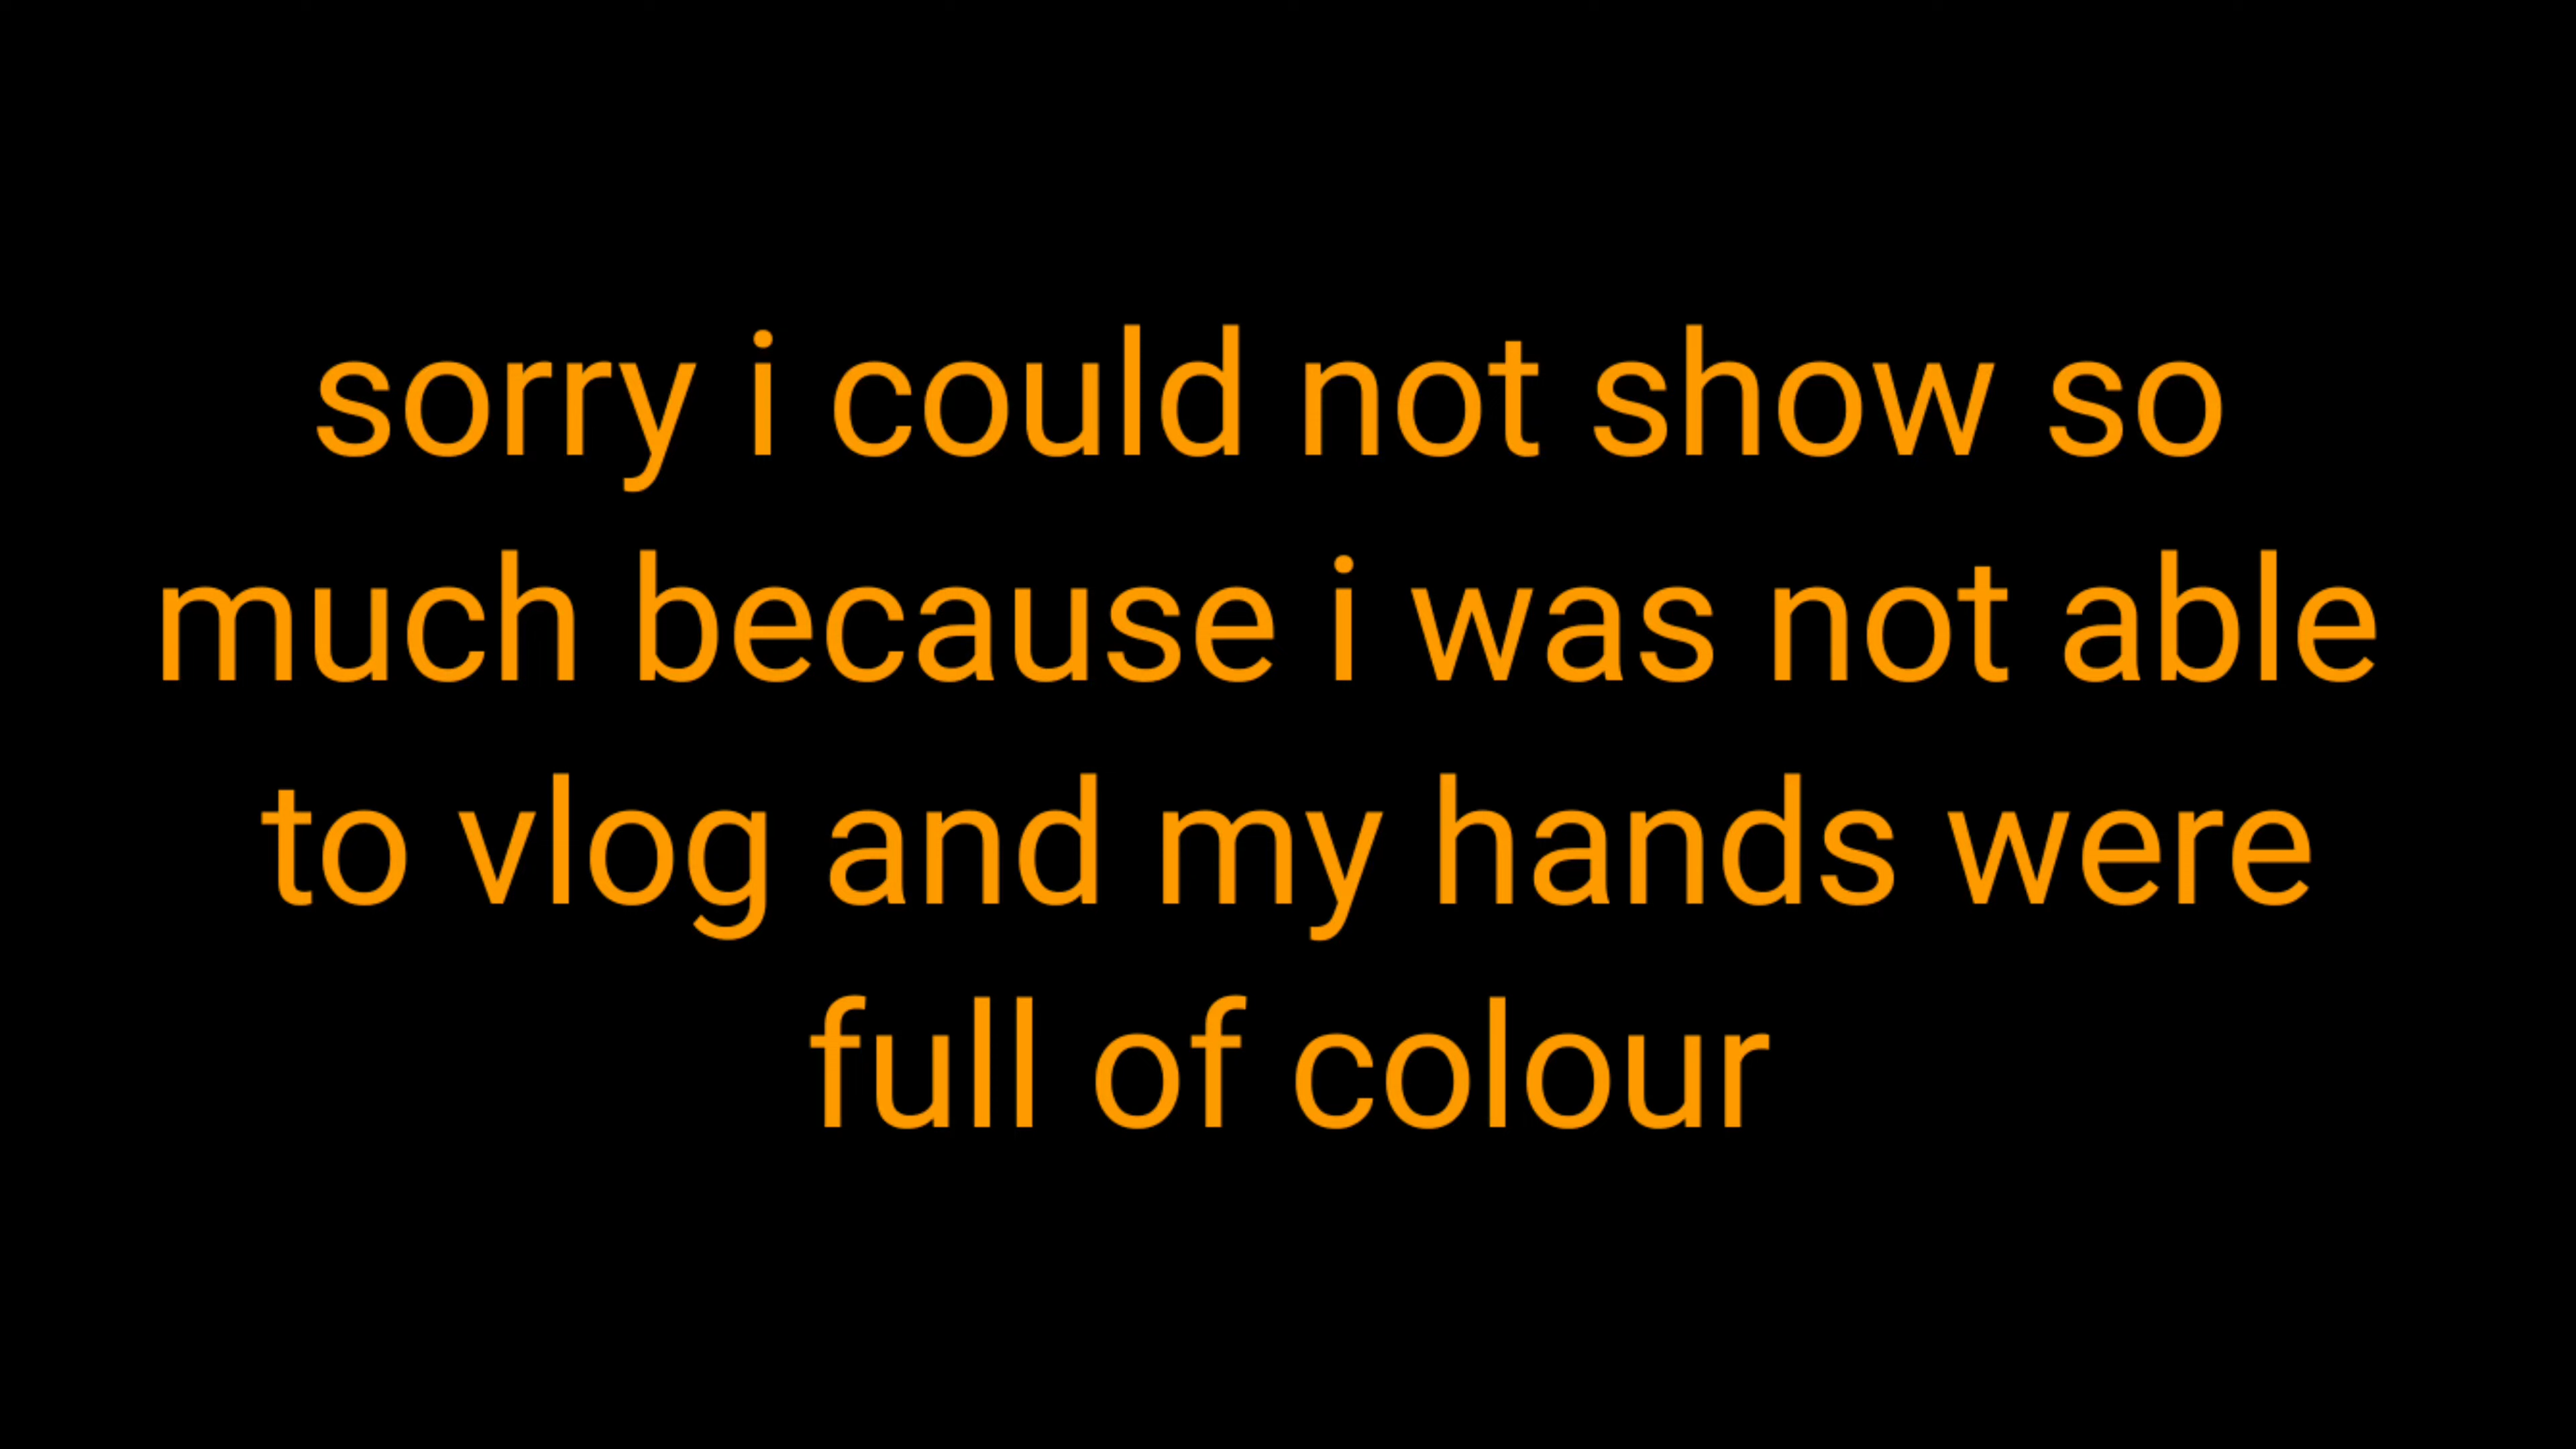 sorry i could not show so
much because i was not able
to vlog and my hands were
full of colour